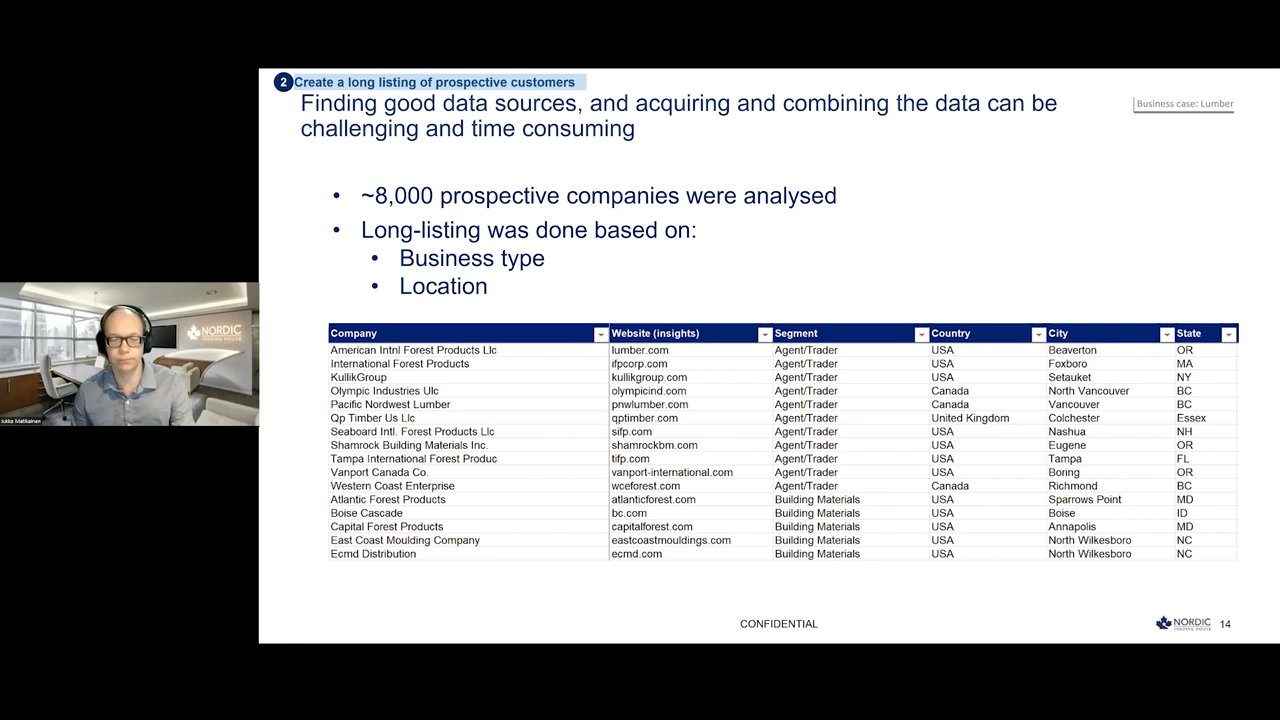 2 Create a long listing of prospective customers
Finding good data sources, and acquiring and combining the data can be
challenging and time consuming
Business case: Lumber
• ~8,000 prospective companies were analysed
• Long-listing was done based on:
• Business type
• Location
Company Website (insights) Segment Country City State
American Intnl Forest Products Llc lumber.com Agent/Trader USA Beaverton OR
International Forest Products ifpcorp.com Agent/Trader USA Foxboro MA
KullikGroup kullikgroup.com Agent/Trader USA Setauket NY
Olympic Industries Ulc olympicind.com Agent/Trader Canada North Vancouver BC
Pacific Nordwest Lumber pnwlumber.com Agent/Trader Canada Vancouver BC
Qp Timber Us Llc qptimber.com Agent/Trader United Kingdom Colchester Essex
Seaboard Intl. Forest Products Llc sifp.com Agent/Trader USA Nashua NH
Shamrock Building Materials Inc. shamrockbm.com Agent/Trader USA Eugene OR
Tampa International Forest Produc tifp.com Agent/Trader USA Tampa FL
Vanport Canada Co. vanport-international.com Agent/Trader USA Boring OR
Western Coast Enterprise wceforest.com Agent/Trader Canada Richmond BC
Atlantic Forest Products atlanticforest.com Building Materials USA Sparrows Point MD
Boise Cascade bc.com Building Materials USA Boise ID
Capital Forest Products capitalforest.com Building Materials USA Annapolis MD
East Coast Moulding Company eastcoastmouldings.com Building Materials USA North Wilkesboro NC
Ecmd Distribution ecmd.com Building Materials USA North Wilkesboro NC
NORDIC
TRADING HOUSE
Jukka Matikainen
CONFIDENTIAL
NORDIC
TRADING HOUSE
14